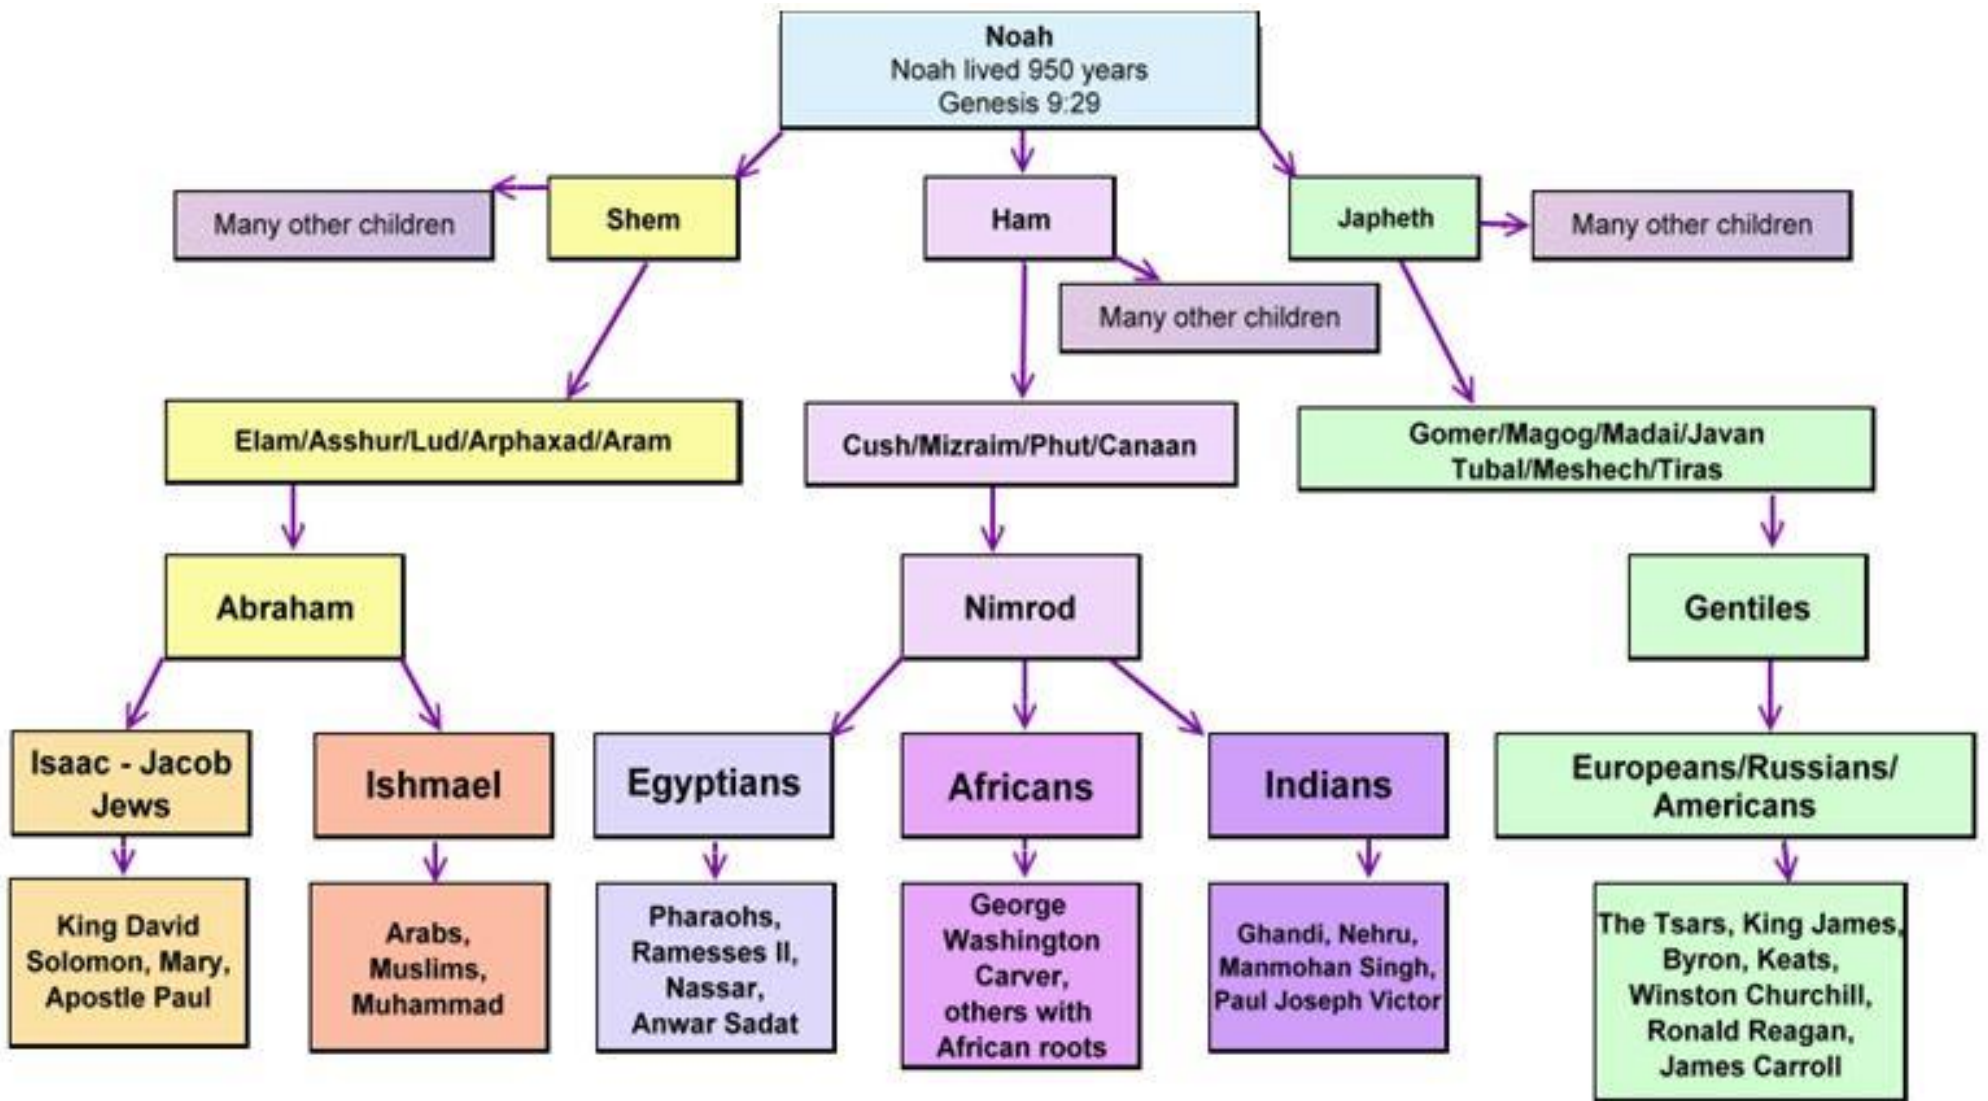 Noah
Noah lived 950 years
Genesis 9:29
Many other children
Shem
Ham
Japheth
Many other children
Many other children
Elam/Asshur/Lud/Arphaxad/Aram
Cush/Mizraim/Phut/Canaan
Gomer/Magog/Madai/Javan
Tubal/Meshech/Tiras
Abraham
Nimrod
Gentiles
Isaac - Jacob
Jews
Ishmael
Egyptians
Africans
Indians
Europeans/Russians/
Americans
King David
Solomon, Mary,
Apostle Paul
Arabs,
Muslims,
Muhammad
Pharaohs,
Ramesses II,
Nassar,
Anwar Sadat
George
Washington
Carver,
others with
African roots
Ghandi, Nehru,
Manmohan Singh,
Paul Joseph Victor
The Tsars, King James,
Byron, Keats,
Winston Churchill,
Ronald Reagan,
James Carroll